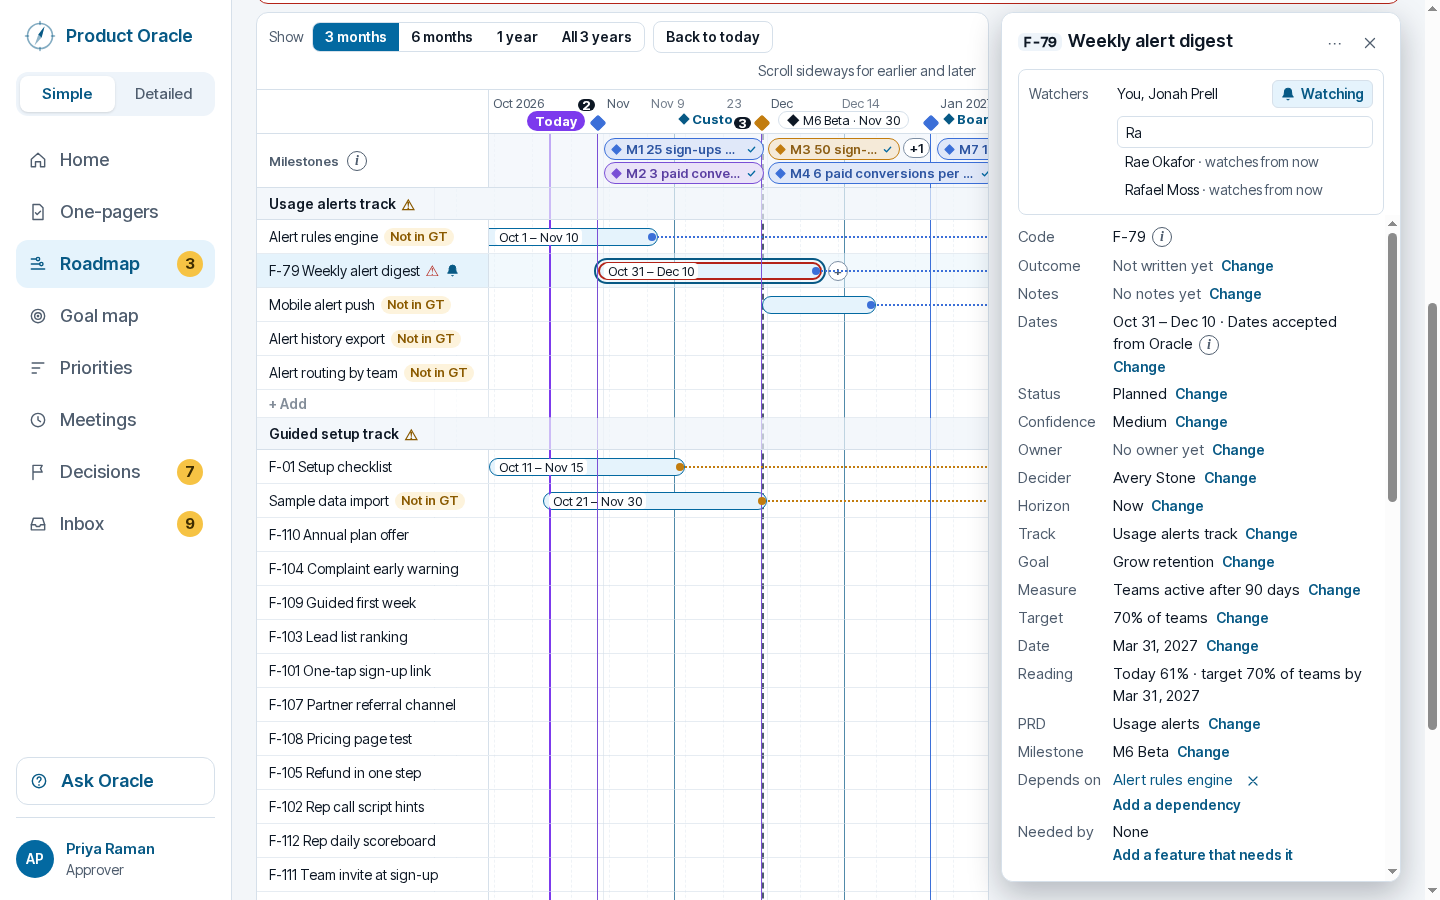 Product Oracle
Simple
Detailed
Home
One-pagers
Roadmap 3
Goal map
Priorities
Meetings
Decisions 7
Inbox 9
Ask Oracle
AP
Priya Raman
Approver
Show 3 months 6 months 1 year All 3 years Back to today
Scroll sideways for earlier and later
Oct 2026 2 Nov Nov 9 23 Dec Dec 14 Jan 2027
Today Custo 3 M6 Beta · Nov 30 Boar
Milestones i
M1 25 sign-ups ... M3 50 sign-... +1 M7 1
M2 3 paid conve... M4 6 paid conversions per ...
Usage alerts track
Alert rules engine Not in GT Oct 1 – Nov 10
F-79 Weekly alert digest Oct 31 – Dec 10
Mobile alert push Not in GT
Alert history export Not in GT
Alert routing by team Not in GT
+ Add
Guided setup track
F-01 Setup checklist Oct 11 – Nov 15
Sample data import Not in GT Oct 21 – Nov 30
F-110 Annual plan offer
F-104 Complaint early warning
F-109 Guided first week
F-103 Lead list ranking
F-101 One-tap sign-up link
F-107 Partner referral channel
F-108 Pricing page test
F-105 Refund in one step
F-102 Rep call script hints
F-112 Rep daily scoreboard
F-111 Team invite at sign-up
F-79 Weekly alert digest ...
Watchers You, Jonah Prell Watching
Ra
Rae Okafor · watches from now
Rafael Moss · watches from now
Code F-79 i
Outcome Not written yet Change
Notes No notes yet Change
Dates Oct 31 – Dec 10 · Dates accepted
from Oracle i
Change
Status Planned Change
Confidence Medium Change
Owner No owner yet Change
Decider Avery Stone Change
Horizon Now Change
Track Usage alerts track Change
Goal Grow retention Change
Measure Teams active after 90 days Change
Target 70% of teams Change
Date Mar 31, 2027 Change
Reading Today 61% · target 70% of teams by
Mar 31, 2027
PRD Usage alerts Change
Milestone M6 Beta Change
Depends on Alert rules engine
Add a dependency
Needed by None
Add a feature that needs it